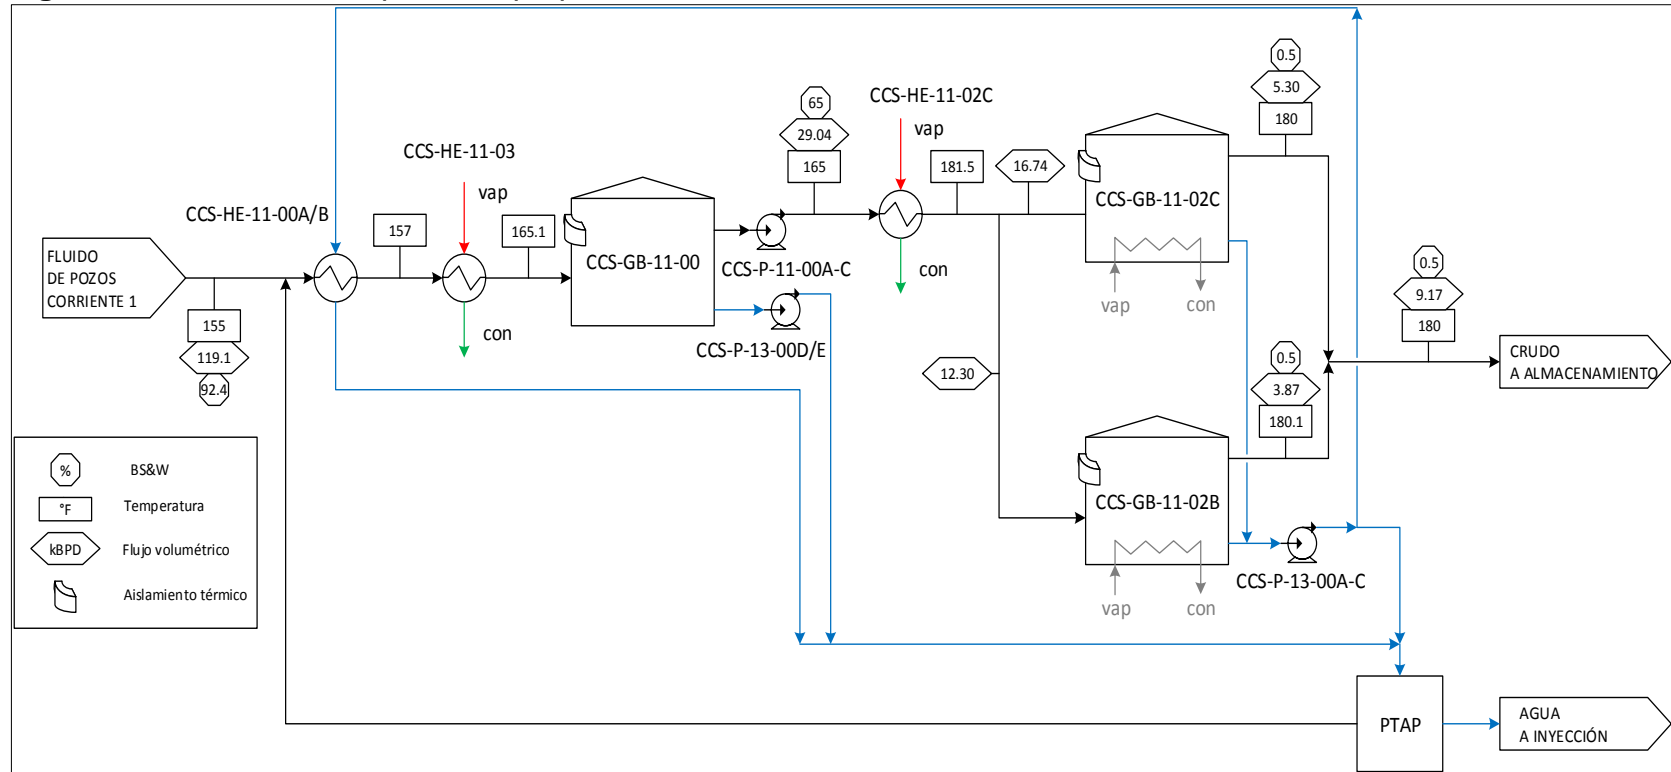 0.5
5.30
180
65
29.04
165
CCS-HE-11-02C
vap
181.5
16.74
CCS-HE-11-03
vap
CCS-GB-11-02C
CCS-HE-11-00A/B
157
165.1
FLUIDO
DE POZOS
CORRIENTE 1
CCS-GB-11-00
CCS-P-11-00A-C
con
vap
con
0.5
9.17
180
155
119.1
92.4
con
CCS-P-13-00D/E
0.5
3.87
180.1
12.30
CRUDO
A ALMACENAMIENTO
%
BS&W
°F
Temperatura
kBPD
Flujo volumétrico
Aislamiento térmico
CCS-GB-11-02B
vap
con
CCS-P-13-00A-C
PTAP
AGUA
A INYECCIÓN